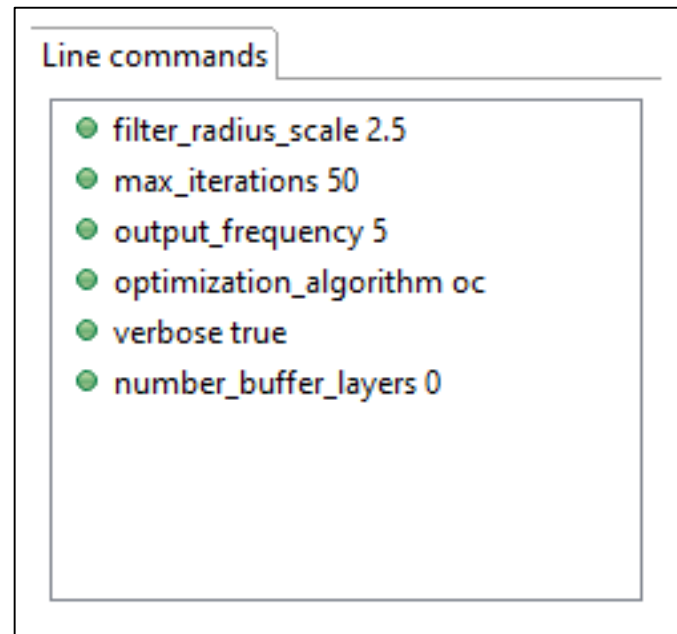 Line commands
filter_radius_scale 2.5
max_iterations 50
output_frequency 5
optimization_algorithm oc
verbose true
number_buffer_layers 0